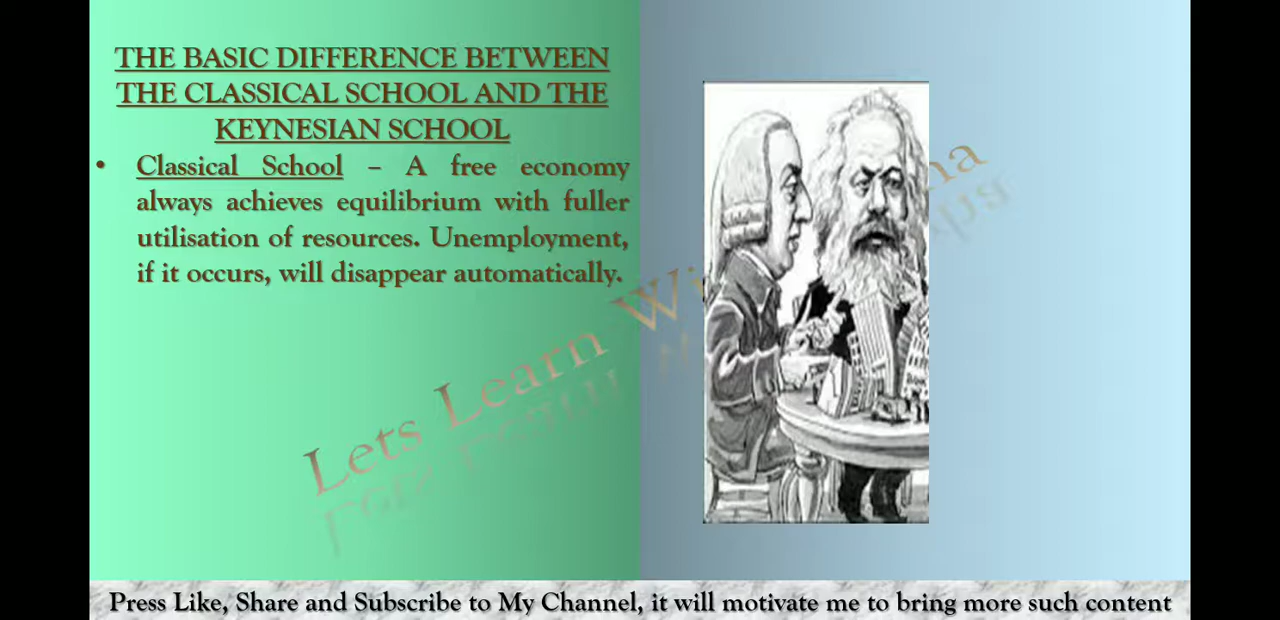 THE BASIC DIFFERENCE BETWEEN
THE CLASSICAL SCHOOL AND THE
KEYNESIAN SCHOOL
• Classical School – A free economy
always achieves equilibrium with fuller
utilisation of resources. Unemployment,
if it occurs, will disappear automatically.
Lets Learn
Press Like, Share and Subscribe to My Channel, it will motivate me to bring more such content